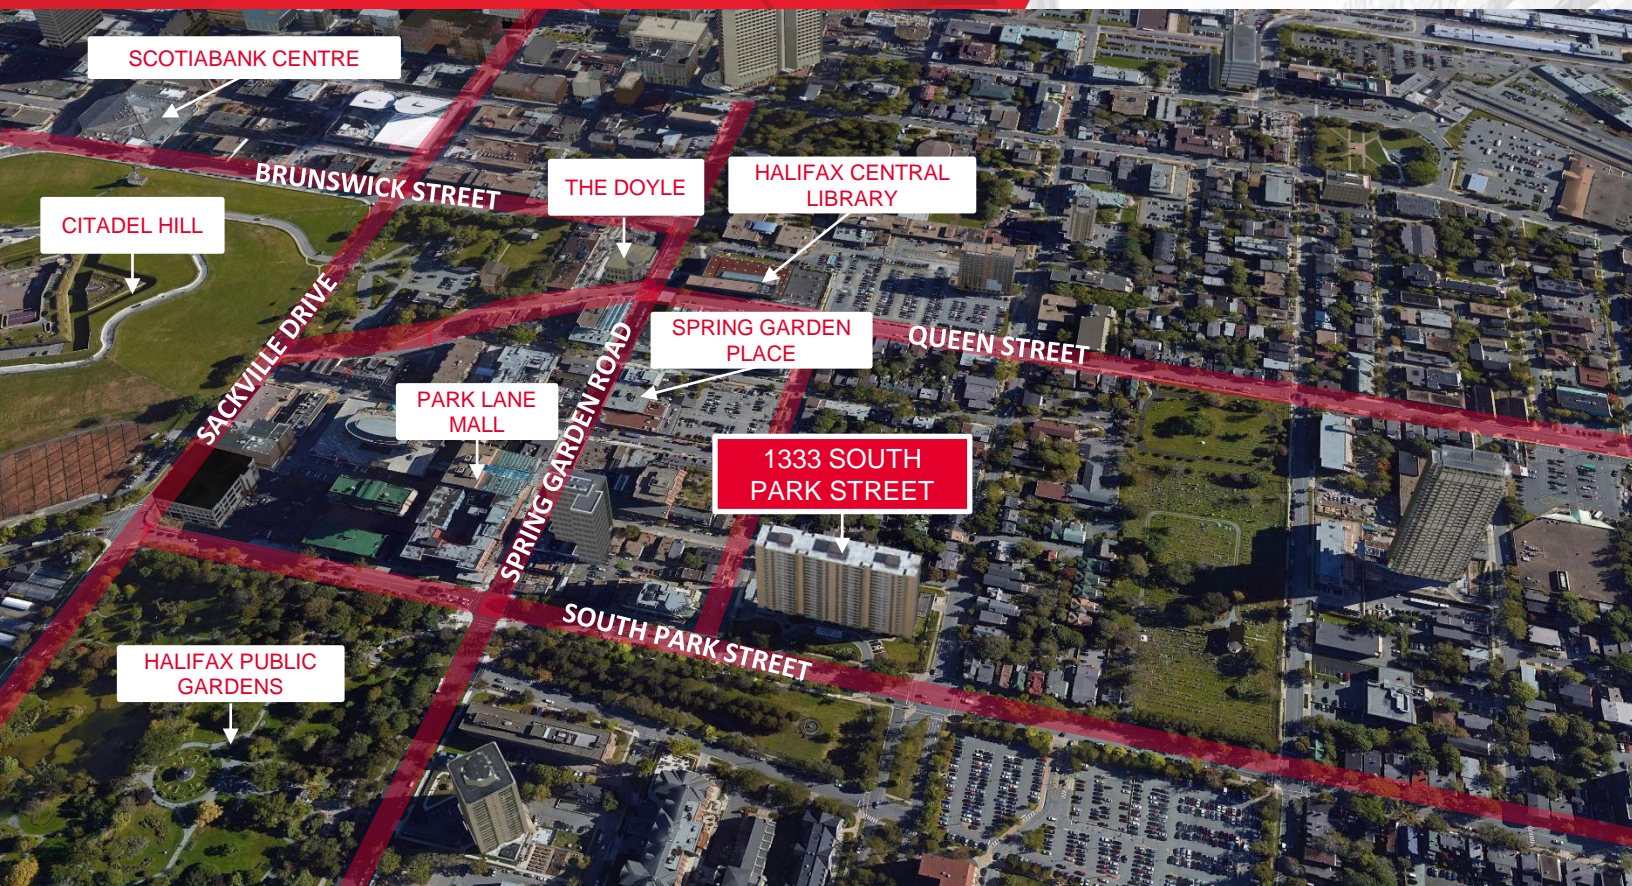 SCOTIABANK CENTRE
BRUNSWICK STREET
THE DOYLE
HALIFAX CENTRAL
LIBRARY
CITADEL HILL
SACKVILLE DRIVE
SPRING GARDEN
PLACE
QUEEN STREET
PARK LANE
MALL
SPRING GARDEN ROAD
1333 SOUTH
PARK STREET
SOUTH PARK STREET
HALIFAX PUBLIC
GARDENS